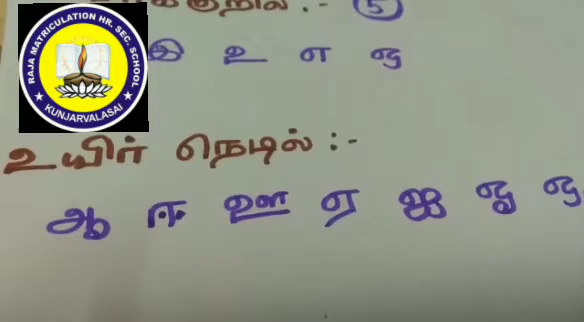 குறில் :- 5
RAJA MATRICULATION HR. SEC. SCHOOL
KUNJARVALASAI
இ உ எ ஒ
உயிர் நெடில் :-
ஆ ஈ ஊ ஏ ஐ ஓ ஒ